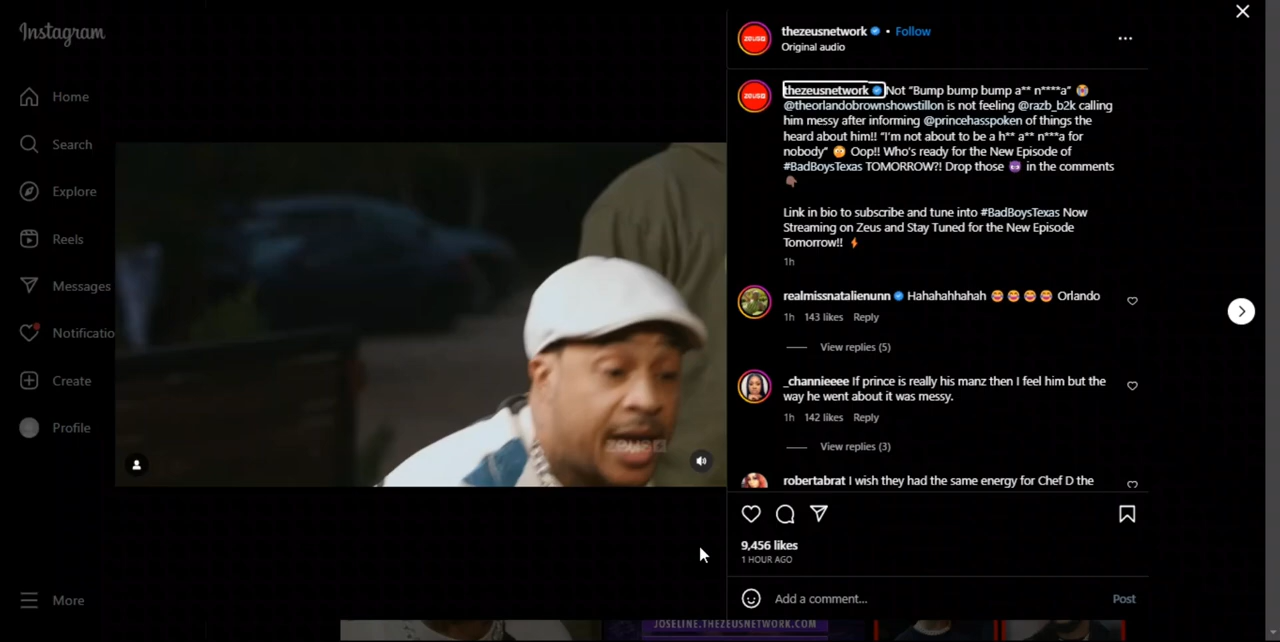 Instagram
Home
Search
Explore
Reels
Messages
Notificatio
Create
Profile
More
zeus
zeus
thezeusnetwork • Follow
Original audio
zeus
thezeusnetwork Not “Bump bump bump a** n****a” 😭
@theorlandobrownshowstillon is not feeling @razb_b2k calling
him messy after informing @princehasspoken of things the
heard about him!! “I’m not about to be a h** a** n***a for
nobody” 😳 Oop!! Who’s ready for the New Episode of
#BadBoysTexas TOMORROW?! Drop those 😈 in the comments
👇🏾
Link in bio to subscribe and tune into #BadBoysTexas Now
Streaming on Zeus and Stay Tuned for the New Episode
Tomorrow!! ⚡
1h
realmissnatalienunn Hahahahhahah 😂😂😂😂 Orlando
1h 143 likes Reply
View replies (5)
_channieeee If prince is really his manz then I feel him but the
way he went about it was messy.
1h 142 likes Reply
View replies (3)
robertabrat I wish they had the same energy for Chef D the
9,456 likes
1 HOUR AGO
Add a comment...
Post
JOSELINE.THEZEUSNETWORK.COM